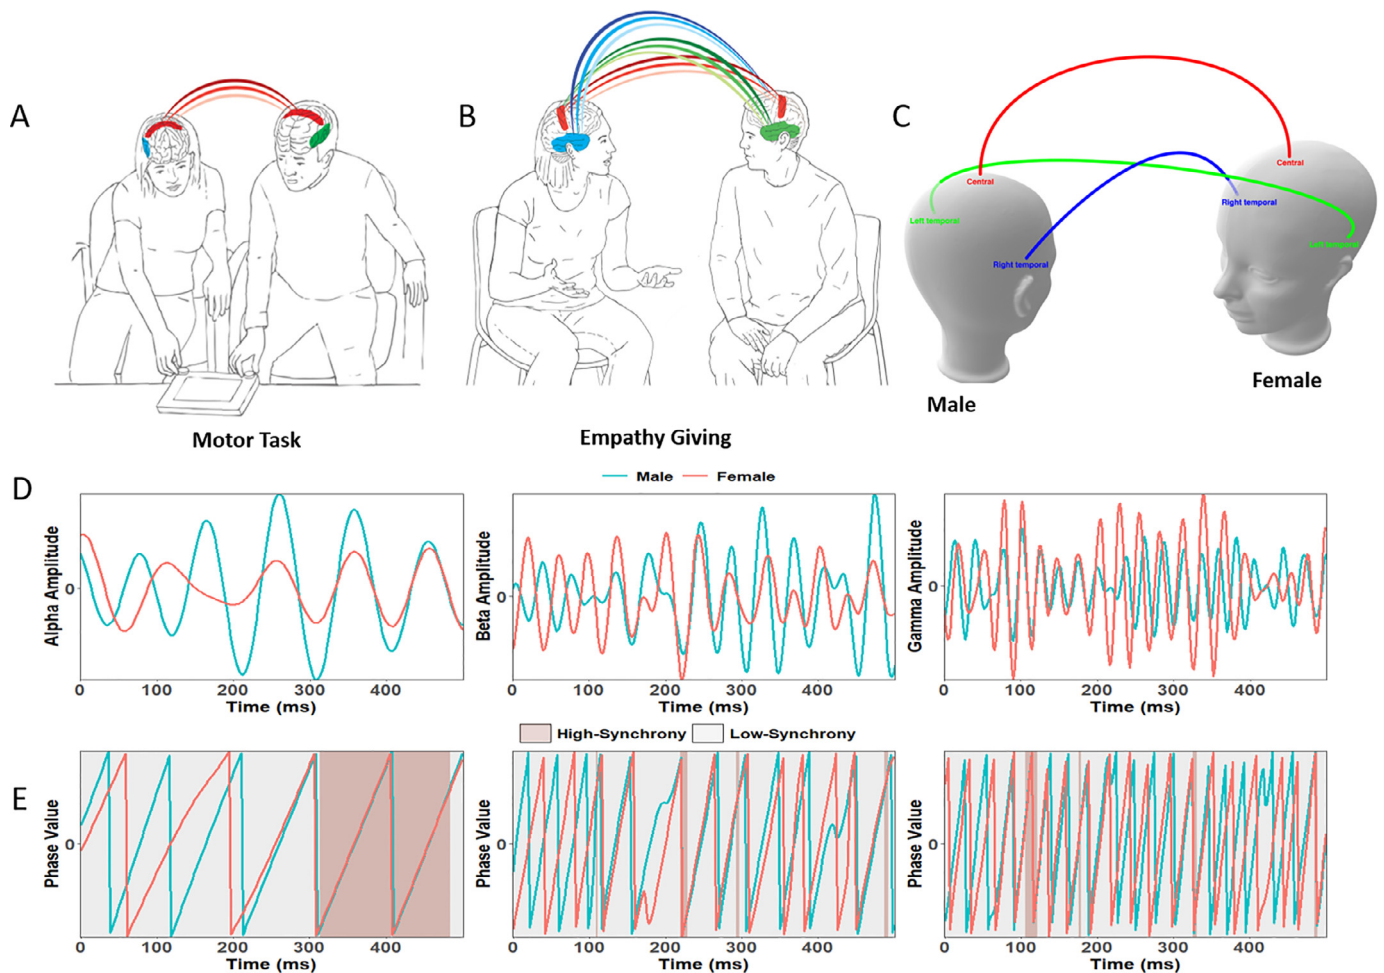 A
B
C
Central
Central
Left temporal
Right temporal
Right temporal
Left temporal
Male
Female
Motor Task
Empathy Giving
D
Male Female
Alpha Amplitude
0
0 100 200 300 400
Time (ms)
Beta Amplitude
0
0 100 200 300 400
Time (ms)
Gamma Amplitude
0
0 100 200 300 400
Time (ms)
High-Synchrony Low-Synchrony
E
Phase Value
0
0 100 200 300 400
Time (ms)
Phase Value
0
0 100 200 300 400
Time (ms)
Phase Value
0
0 100 200 300 400
Time (ms)